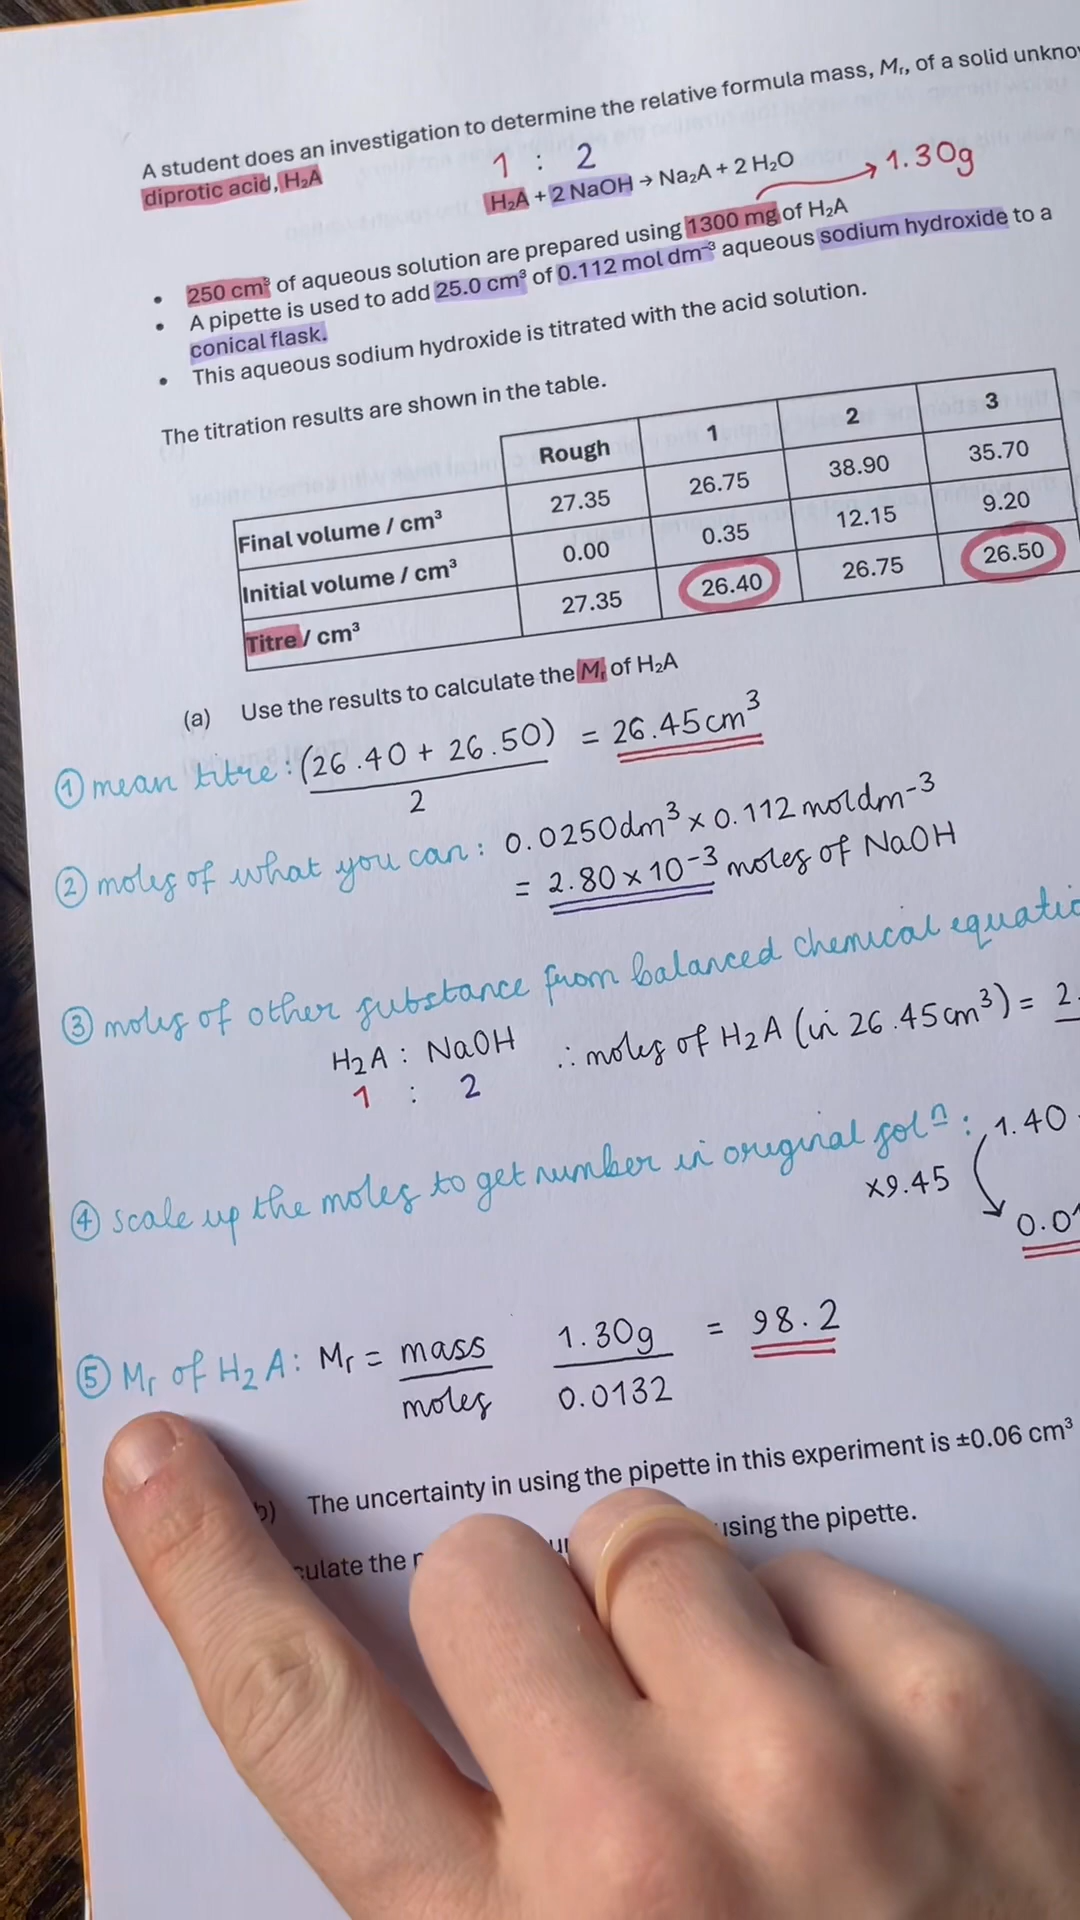 A student does an investigation to determine the relative formula mass, Mᵣ, of a solid
diprotic acid, H₂A
1 : 2
H₂A + 2 NaOH → Na₂A + 2 H₂O
→ 1.30g
• 250 cm³ of aqueous solution are prepared using 1300 mg of H₂A
• A pipette is used to add 25.0 cm³ of 0.112 mol dm⁻³ aqueous sodium hydroxide to a
conical flask.
• This aqueous sodium hydroxide is titrated with the acid solution.
The titration results are shown in the table.
Rough 1 2 3
Final volume / cm³ 27.35 26.75 38.90 35.70
Initial volume / cm³ 0.00 0.35 12.15 9.20
Titre / cm³ 27.35 26.40 26.75 26.50
(a) Use the results to calculate the Mᵣ of H₂A
① mean titre: (26.40 + 26.50) = 26.45cm³
2
② moles of what you can: 0.0250dm³ × 0.112 moldm⁻³
= 2.80 × 10⁻³ moles of NaOH
③ moles of other substance from balanced chemical
H₂A : NaOH ∴ moles of H₂A (in 26.45cm³) = 2.
1 : 2
④ scale up the moles to get number in original solⁿ: 1.40
×9.45
0.0
⑤ Mᵣ of H₂A: Mᵣ = mass 1.30g = 98.2
moles 0.0132
b) The uncertainty in using the pipette in this experiment is ±0.06 cm³
the using the pipette.